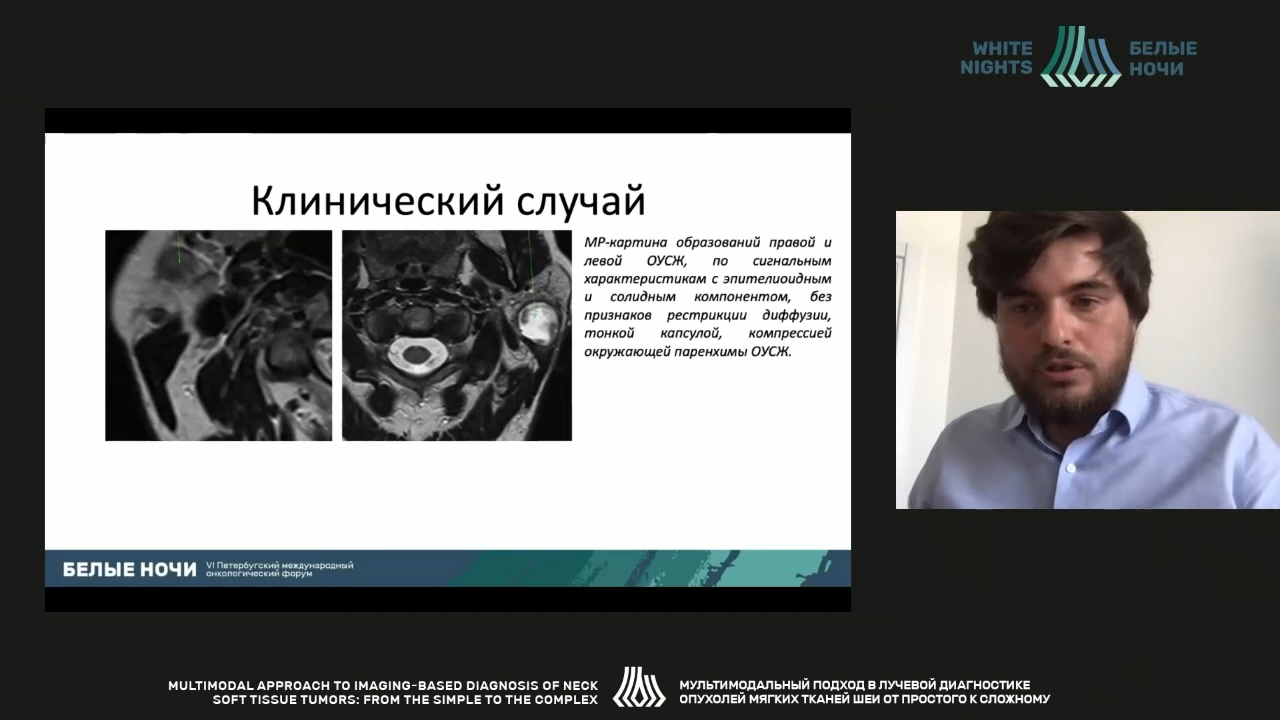 WHITE
NIGHTS
БЕЛЫЕ
НОЧИ
Клинический случай
МР-картина образований правой и
левой ОУСЖ, по сигнальным
характеристикам с эпителиоидным
и солидным компонентом, без
признаков рестрикции диффузии,
тонкой капсулой, компрессией
окружающей паренхимы ОУСЖ.
БЕЛЫЕ НОЧИ
VI Петербугский международный
онкологический форум
MULTIMODAL APPROACH TO IMAGING-BASED DIAGNOSIS OF NECK
SOFT TISSUE TUMORS: FROM THE SIMPLE TO THE COMPLEX
МУЛЬТИМОДАЛЬНЫЙ ПОДХОД В ЛУЧЕВОЙ ДИАГНОСТИКЕ
ОПУХОЛЕЙ МЯГКИХ ТКАНЕЙ ШЕИ ОТ ПРОСТОГО К СЛОЖНОМУ